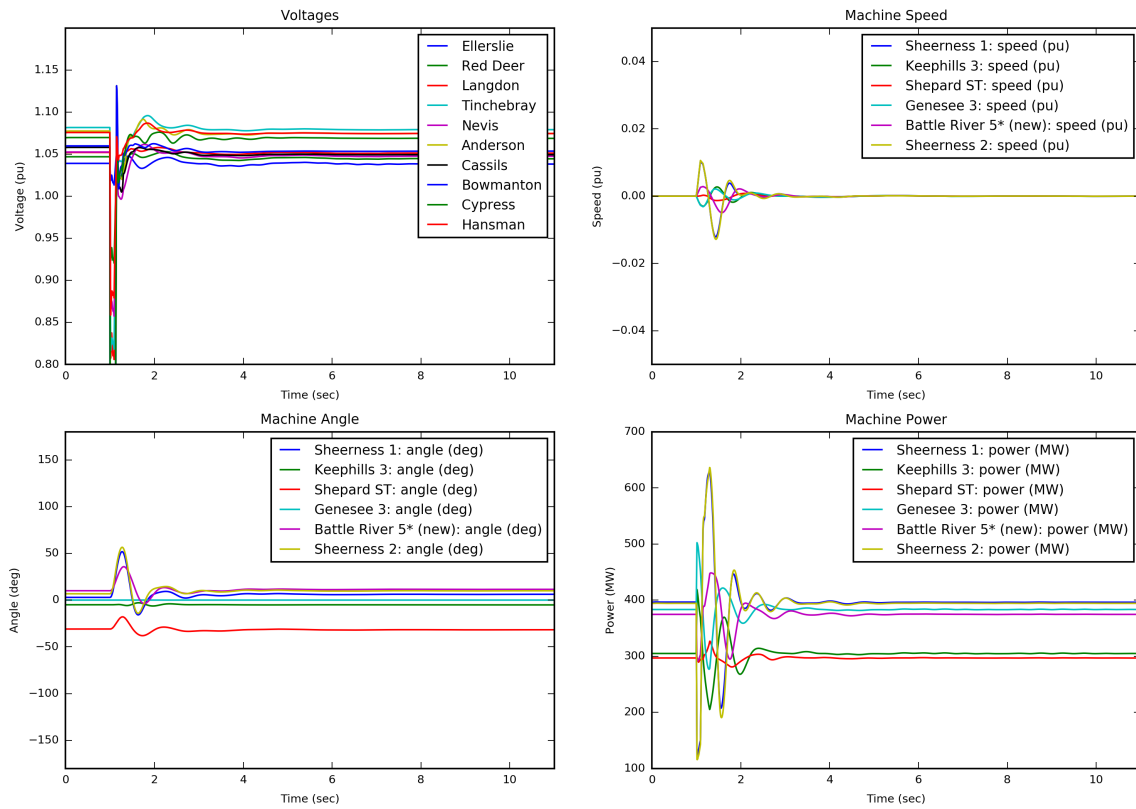 Voltages
1.15
1.10
1.05
1.00
0.95
0.90
0.85
0.80
Voltage (pu)
0 2 4 6 8 10
Time (sec)
Ellerslie
Red Deer
Langdon
Tinchebray
Nevis
Anderson
Cassils
Bowmanton
Cypress
Hansman
Machine Speed
0.04
0.02
0.00
−0.02
−0.04
Speed (pu)
0 2 4 6 8 10
Time (sec)
Sheerness 1: speed (pu)
Keephills 3: speed (pu)
Shepard ST: speed (pu)
Genesee 3: speed (pu)
Battle River 5* (new): speed (pu)
Sheerness 2: speed (pu)
Machine Angle
150
100
50
0
−50
−100
−150
Angle (deg)
0 2 4 6 8 10
Time (sec)
Sheerness 1: angle (deg)
Keephills 3: angle (deg)
Shepard ST: angle (deg)
Genesee 3: angle (deg)
Battle River 5* (new): angle (deg)
Sheerness 2: angle (deg)
Machine Power
700
600
500
400
300
200
100
Power (MW)
0 2 4 6 8 10
Time (sec)
Sheerness 1: power (MW)
Keephills 3: power (MW)
Shepard ST: power (MW)
Genesee 3: power (MW)
Battle River 5* (new): power (MW)
Sheerness 2: power (MW)